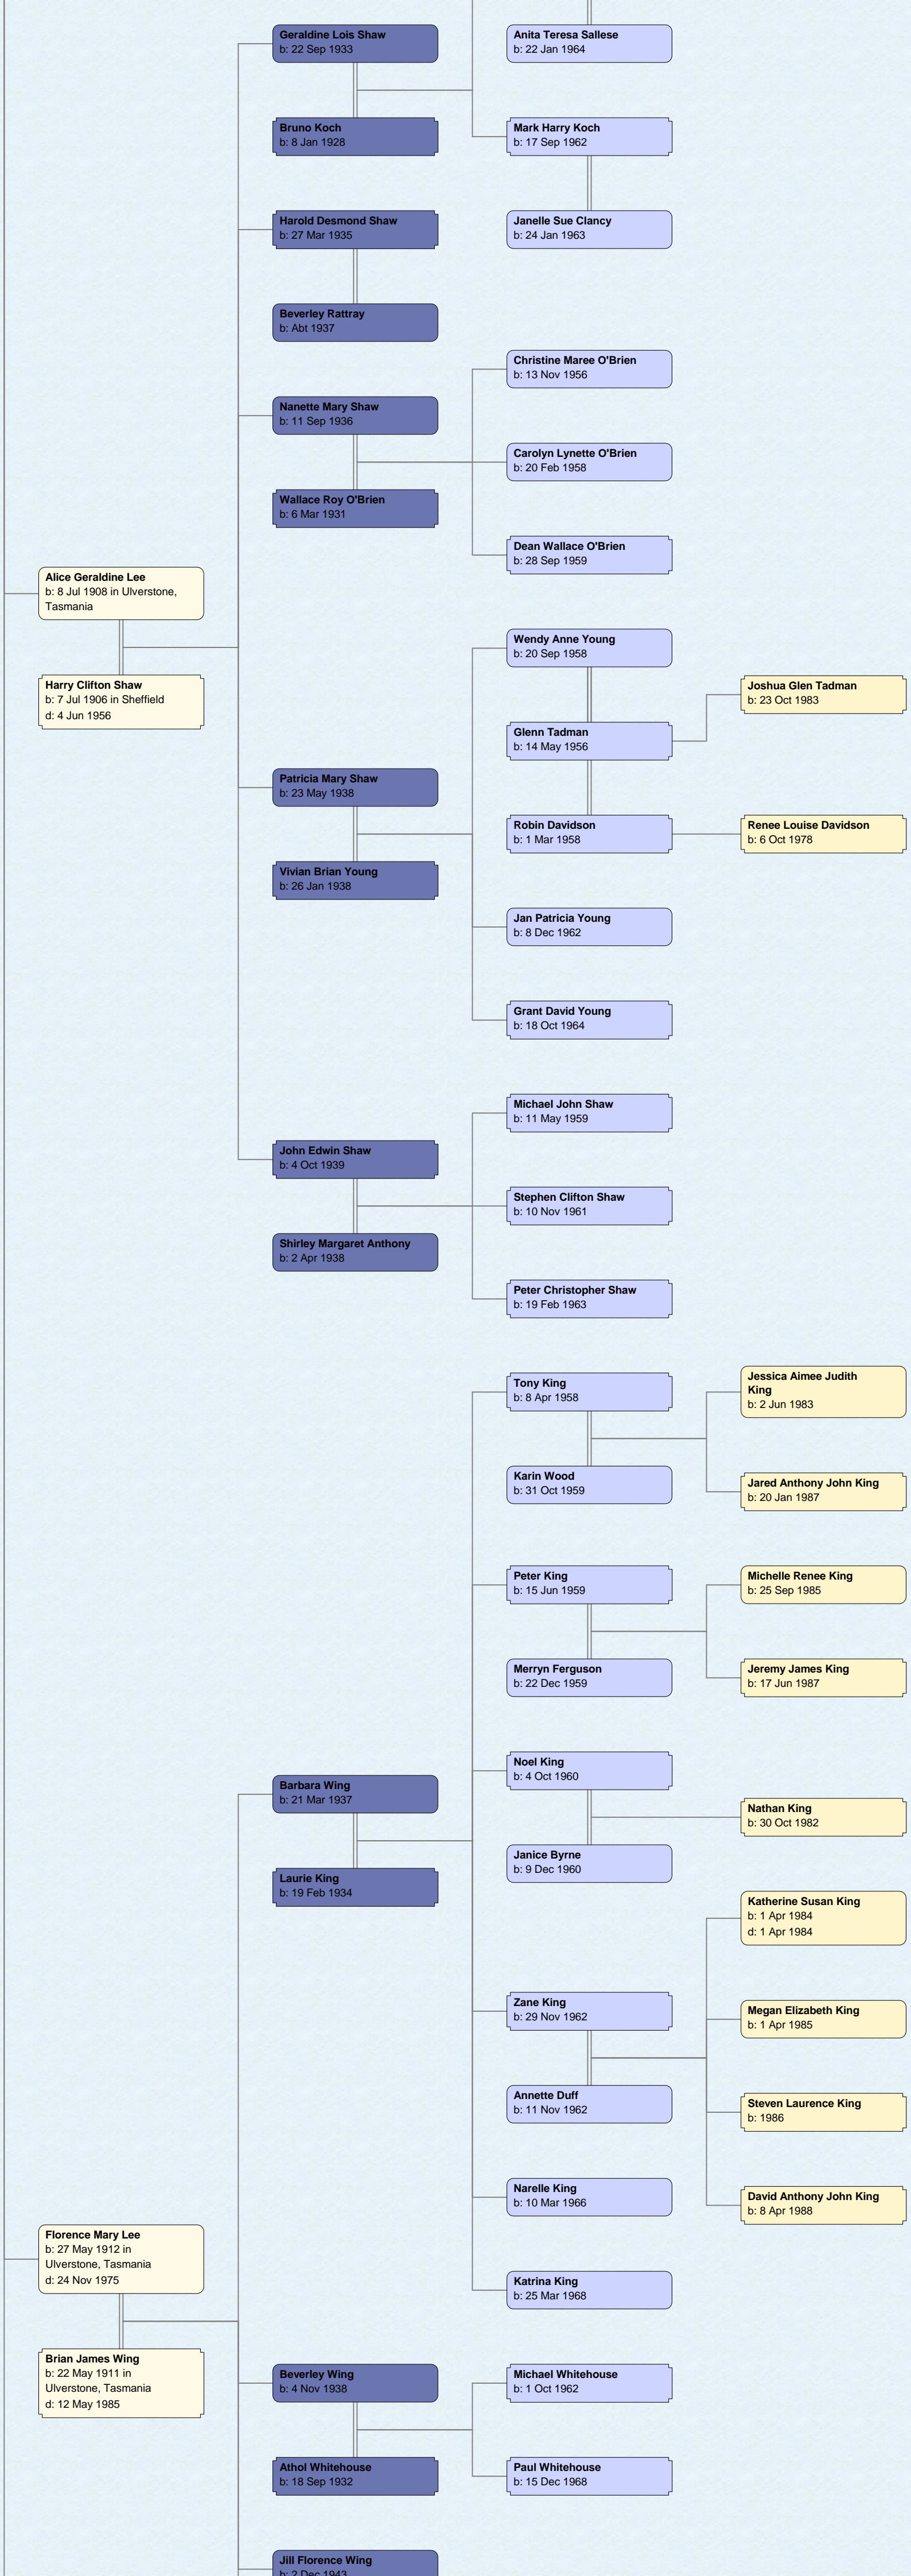 Geraldine Lois Shaw
b: 22 Sep 1933
Bruno Koch
b: 8 Jan 1928
Anita Teresa Sallese
b: 22 Jan 1964
Mark Harry Koch
b: 17 Sep 1962
Janelle Sue Clancy
b: 24 Jan 1963
Harold Desmond Shaw
b: 27 Mar 1935
Beverley Rattray
b: Abt 1937
Nanette Mary Shaw
b: 11 Sep 1936
Wallace Roy O'Brien
b: 6 Mar 1931
Christine Maree O'Brien
b: 13 Nov 1956
Carolyn Lynette O'Brien
b: 20 Feb 1958
Dean Wallace O'Brien
b: 28 Sep 1959
Alice Geraldine Lee
b: 8 Jul 1908 in Ulverstone,
Tasmania
Harry Clifton Shaw
b: 7 Jul 1906 in Sheffield
d: 4 Jun 1956
Patricia Mary Shaw
b: 23 May 1938
Vivian Brian Young
b: 26 Jan 1938
Wendy Anne Young
b: 20 Sep 1958
Glenn Tadman
b: 14 May 1956
Robin Davidson
b: 1 Mar 1958
Joshua Glen Tadman
b: 23 Oct 1983
Renee Louise Davidson
b: 6 Oct 1978
Jan Patricia Young
b: 8 Dec 1962
Grant David Young
b: 18 Oct 1964
John Edwin Shaw
b: 4 Oct 1939
Shirley Margaret Anthony
b: 2 Apr 1938
Michael John Shaw
b: 11 May 1959
Stephen Clifton Shaw
b: 10 Nov 1961
Peter Christopher Shaw
b: 19 Feb 1963
Tony King
b: 8 Apr 1958
Karin Wood
b: 31 Oct 1959
Jessica Aimee Judith
King
b: 2 Jun 1983
Jared Anthony John King
b: 20 Jan 1987
Peter King
b: 15 Jun 1959
Merryn Ferguson
b: 22 Dec 1959
Michelle Renee King
b: 25 Sep 1985
Jeremy James King
b: 17 Jun 1987
Barbara Wing
b: 21 Mar 1937
Laurie King
b: 19 Feb 1934
Noel King
b: 4 Oct 1960
Janice Byrne
b: 9 Dec 1960
Nathan King
b: 30 Oct 1982
Zane King
b: 29 Nov 1962
Annette Duff
b: 11 Nov 1962
Katherine Susan King
b: 1 Apr 1984
d: 1 Apr 1984
Megan Elizabeth King
b: 1 Apr 1985
Steven Laurence King
b: 1986
David Anthony John King
b: 8 Apr 1988
Narelle King
b: 10 Mar 1966
Katrina King
b: 25 Mar 1968
Florence Mary Lee
b: 27 May 1912 in
Ulverstone, Tasmania
d: 24 Nov 1975
Brian James Wing
b: 22 May 1911 in
Ulverstone, Tasmania
d: 12 May 1985
Beverley Wing
b: 4 Nov 1938
Athol Whitehouse
b: 18 Sep 1932
Michael Whitehouse
b: 1 Oct 1962
Paul Whitehouse
b: 15 Dec 1968
Jill Florence Wing
b: 2 Dec 1943